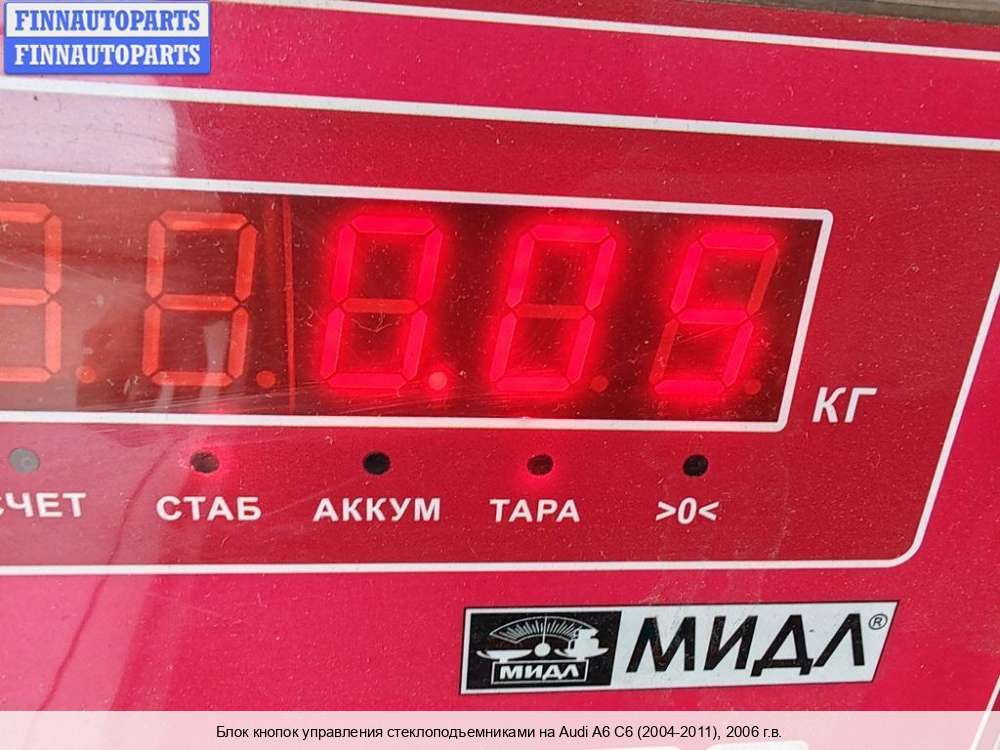 FINNAUTOPARTS
FINNAUTOPARTS
0.05
КГ
СЧЕТ СТАБ АККУМ ТАРА >0<
МИДЛ МИДЛ®
Блок кнопок управления стеклоподъемниками на Audi A6 C6 (2004-2011), 2006 г.в.